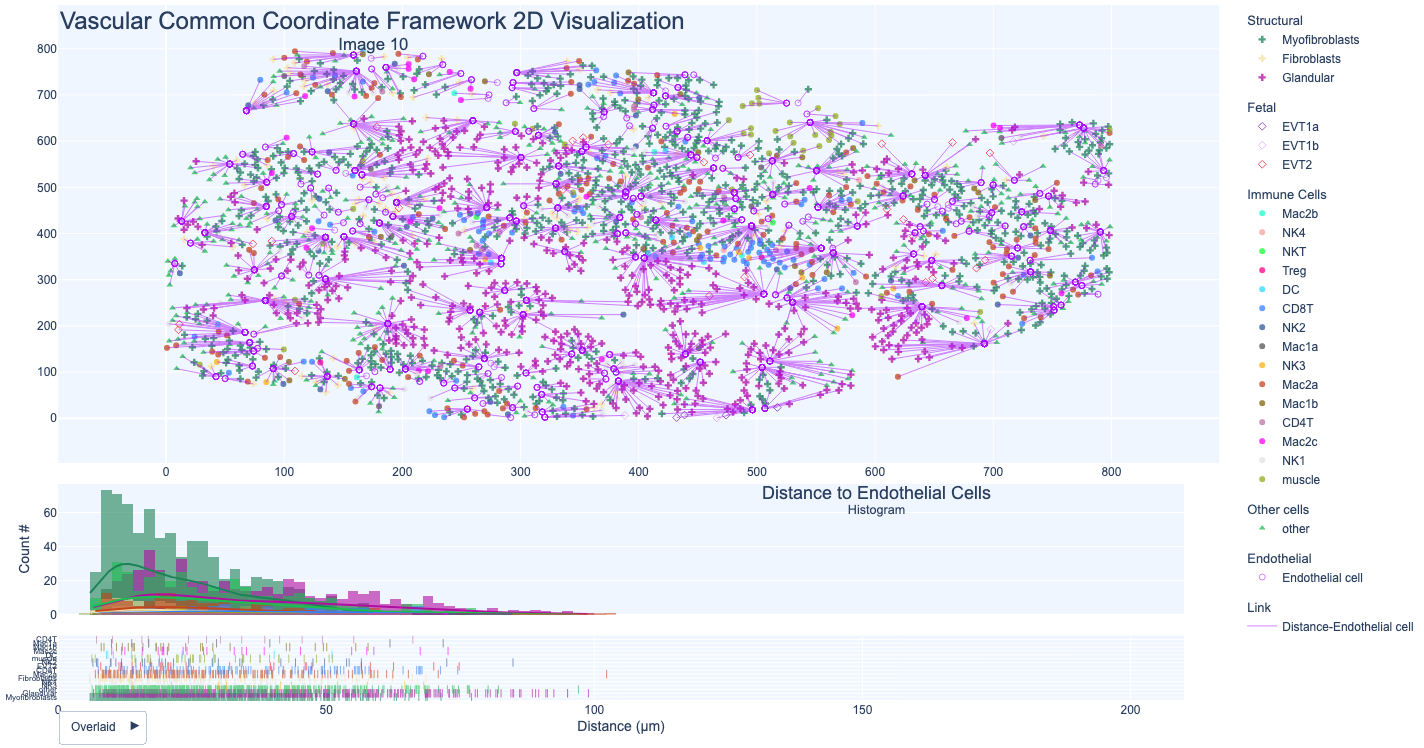 Vascular Common Coordinate Framework 2D Visualization
Image 10
800
700
600
500
400
300
200
100
0
0 100 200 300 400 500 600 700 800
Structural
Myofibroblasts
Fibroblasts
Glandular
Fetal
EVT1a
EVT1b
EVT2
Immune Cells
Mac2b
NK4
NKT
Treg
DC
CD8T
NK2
Mac1a
NK3
Mac2a
Mac1b
CD4T
Mac2c
NK1
muscle
Other cells
other
Endothelial
Endothelial cell
Link
Distance-Endothelial cell
Distance to Endothelial Cells
Histogram
Count #
60
40
20
0
CD4T
Fibroblasts
Glandular
Myofibroblasts
0 50 100 150 200
Distance (μm)
Overlaid ►